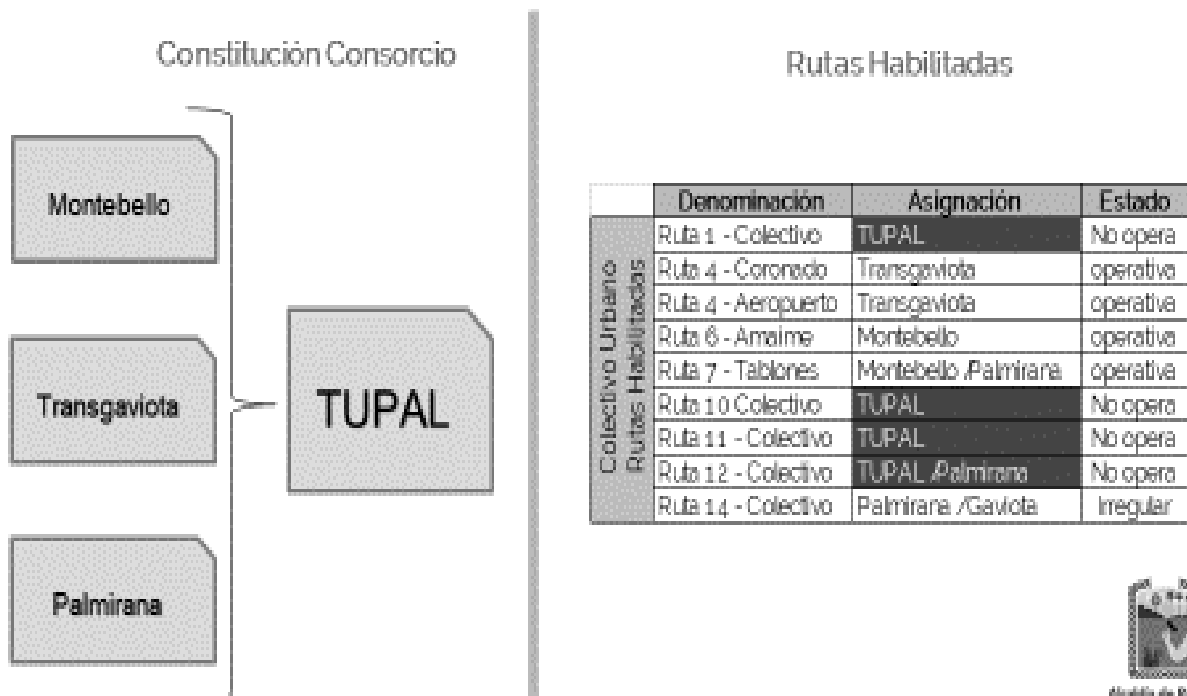 Constitución Consorcio
Montebello
Transgaviota
Palmirana
TUPAL
Rutas Habilitadas
Colectivo Urbano
Rutas Habilitadas
Denominación Asignación Estado
Ruta 1 - Colectivo TUPAL No opera
Ruta 4 - Coronado Transgaviota operativa
Ruta 4 - Aeropuerto Transgaviota operativa
Ruta 6 - Amaime Montebello operativa
Ruta 7 - Tablones Montebello /Palmirana operativa
Ruta 10 Colectivo TUPAL No opera
Ruta 11 - Colectivo TUPAL No opera
Ruta 12 - Colectivo TUPAL /Palmirana No opera
Ruta 14 - Colectivo Palmirana /Gaviota Irregular
Alcaldía de